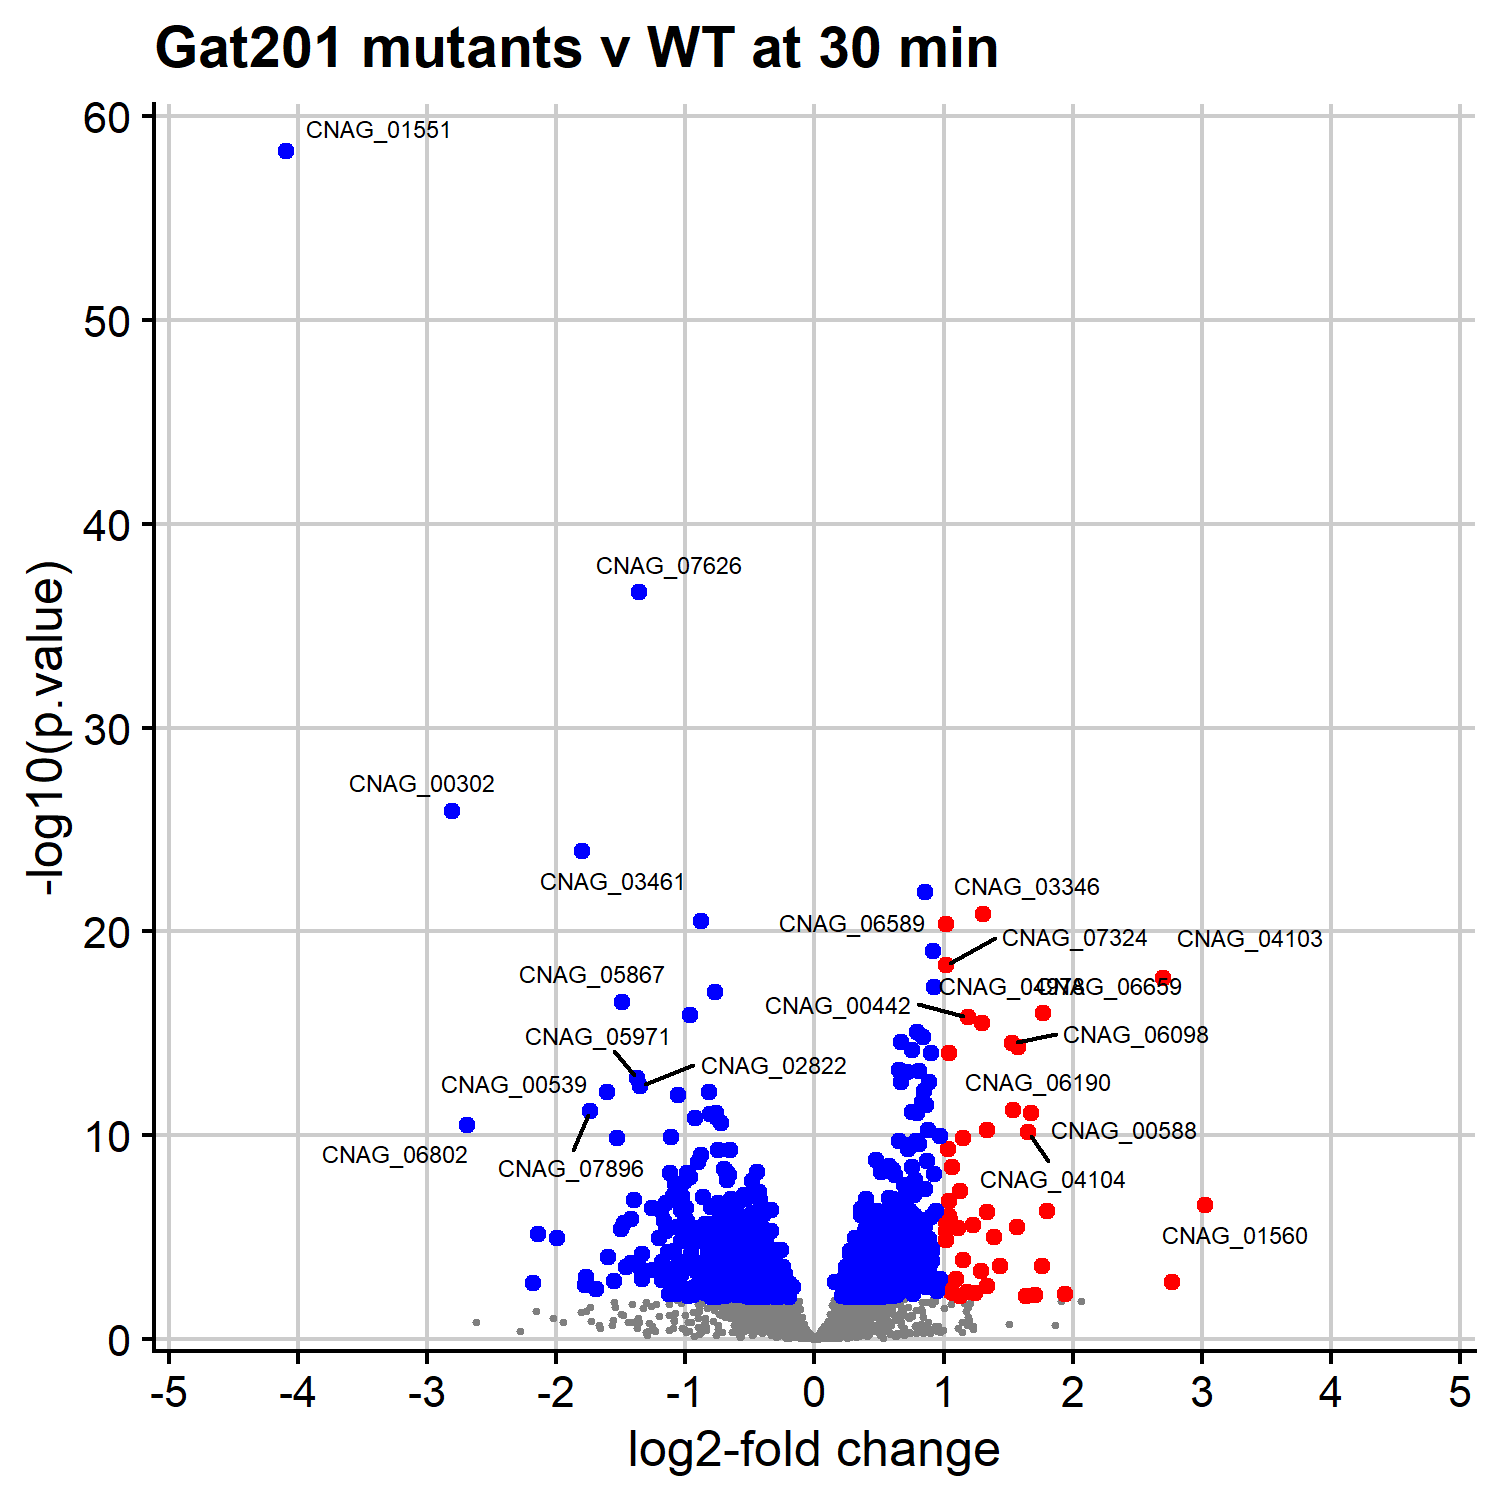 Gat201 mutants v WT at 30 min
60
50
40
30
20
10
0
-log10(p.value)
CNAG_01551
CNAG_07626
CNAG_00302
CNAG_03461
CNAG_03346
CNAG_06589
CNAG_07324
CNAG_04103
CNAG_05867
CNAG_04978
CNAG_06659
CNAG_00442
CNAG_05971
CNAG_06098
CNAG_02822
CNAG_00539
CNAG_06190
CNAG_00588
CNAG_06802
CNAG_07896
CNAG_04104
CNAG_01560
-5 -4 -3 -2 -1 0 1 2 3 4 5
log2-fold change